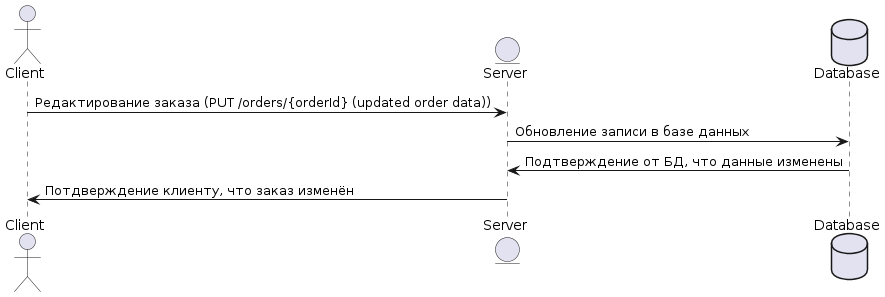 Client
Server
Database
Редактирование заказа (PUT /orders/{orderId} (updated order data))
Обновление записи в базе данных
Подтверждение от БД, что данные изменены
Потдверждение клиенту, что заказ изменён
Client
Server
Database